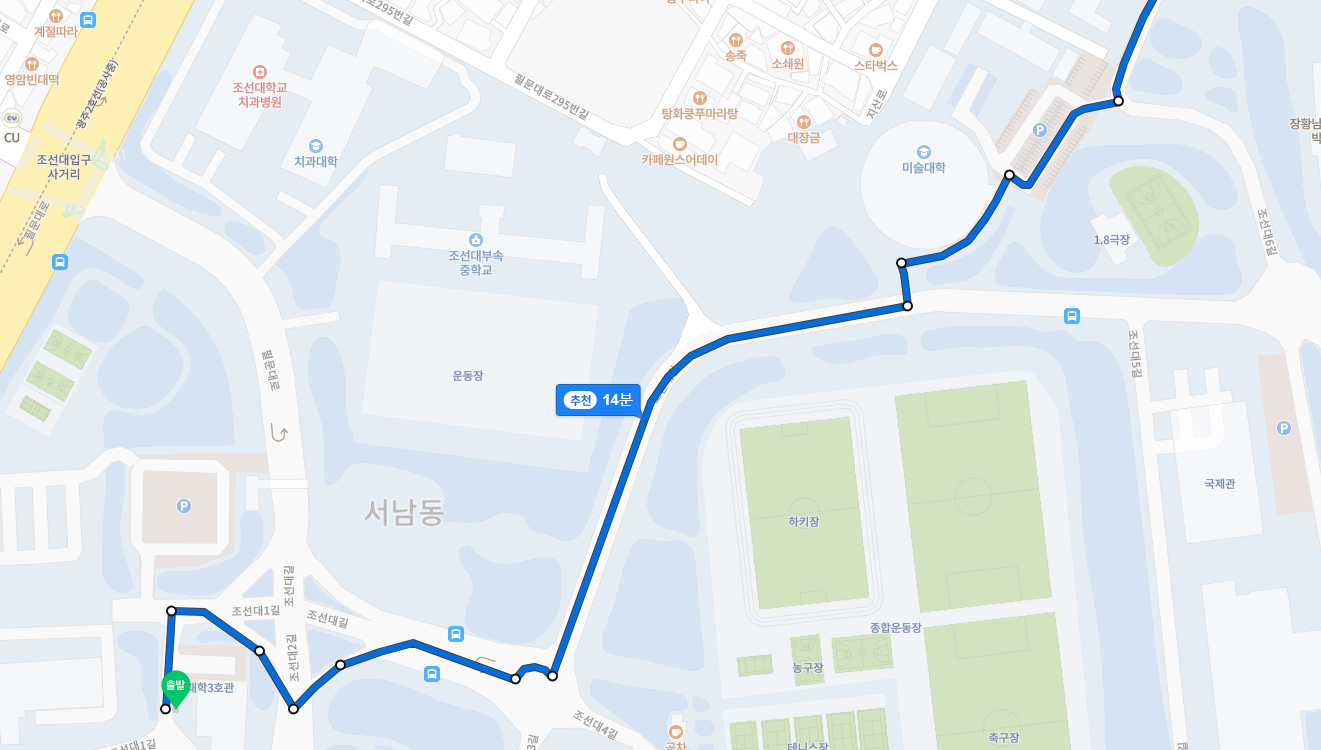 계절따라
영암빈대떡
CU
광주2호선(공사중)
조선대입구
사거리
필문대로
조선대학교
치과병원
치과대학
필문대로295번길
필문대로295번길
송죽
소쇄원
스타벅스
탕화쿵푸마라탕
대장금
카페원스어데이
지산로
미술대학
P
장황남
1.8극장
조선대6길
조선대부속
중학교
운동장
필문대로
추천 14분
조선대5길
P
국제관
하키장
서남동
P
조선대길
조선대1길
조선대길
조선대2길
종합운동장
농구장
출발
대학3호관
조선대4길
공차
테니스장
축구장
3길